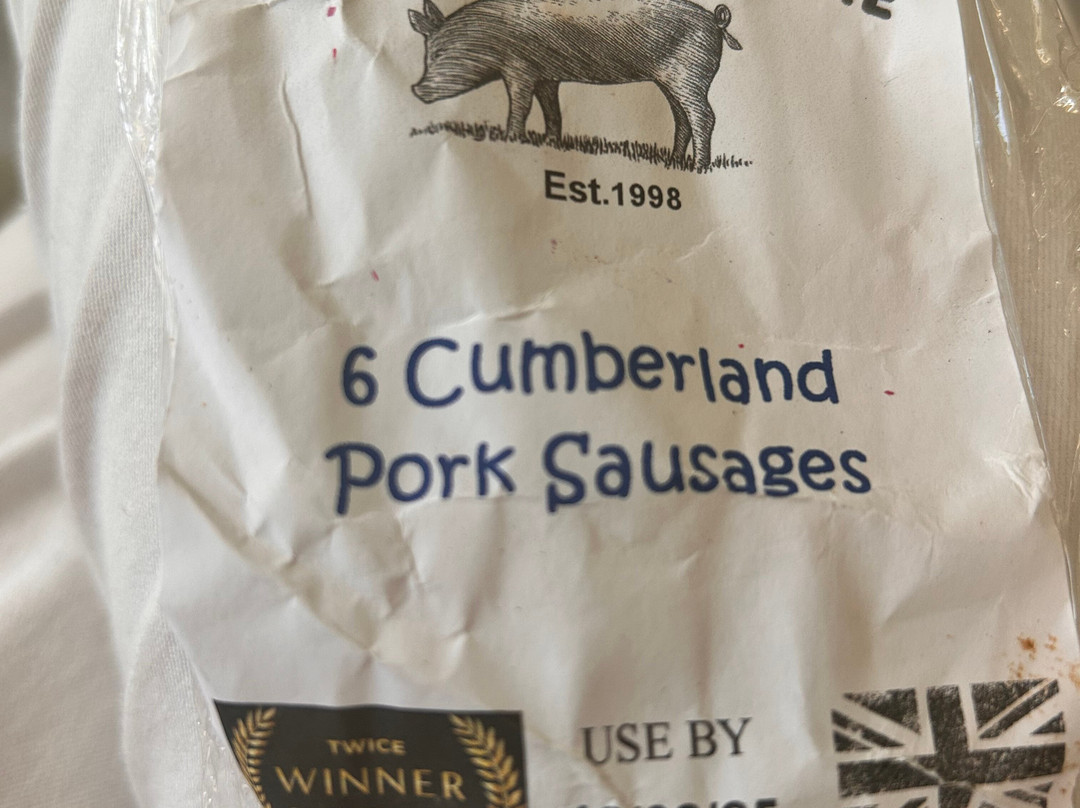 Est.1998
6 Cumberland
Pork Sausages
TWICE
WINNER
USE BY